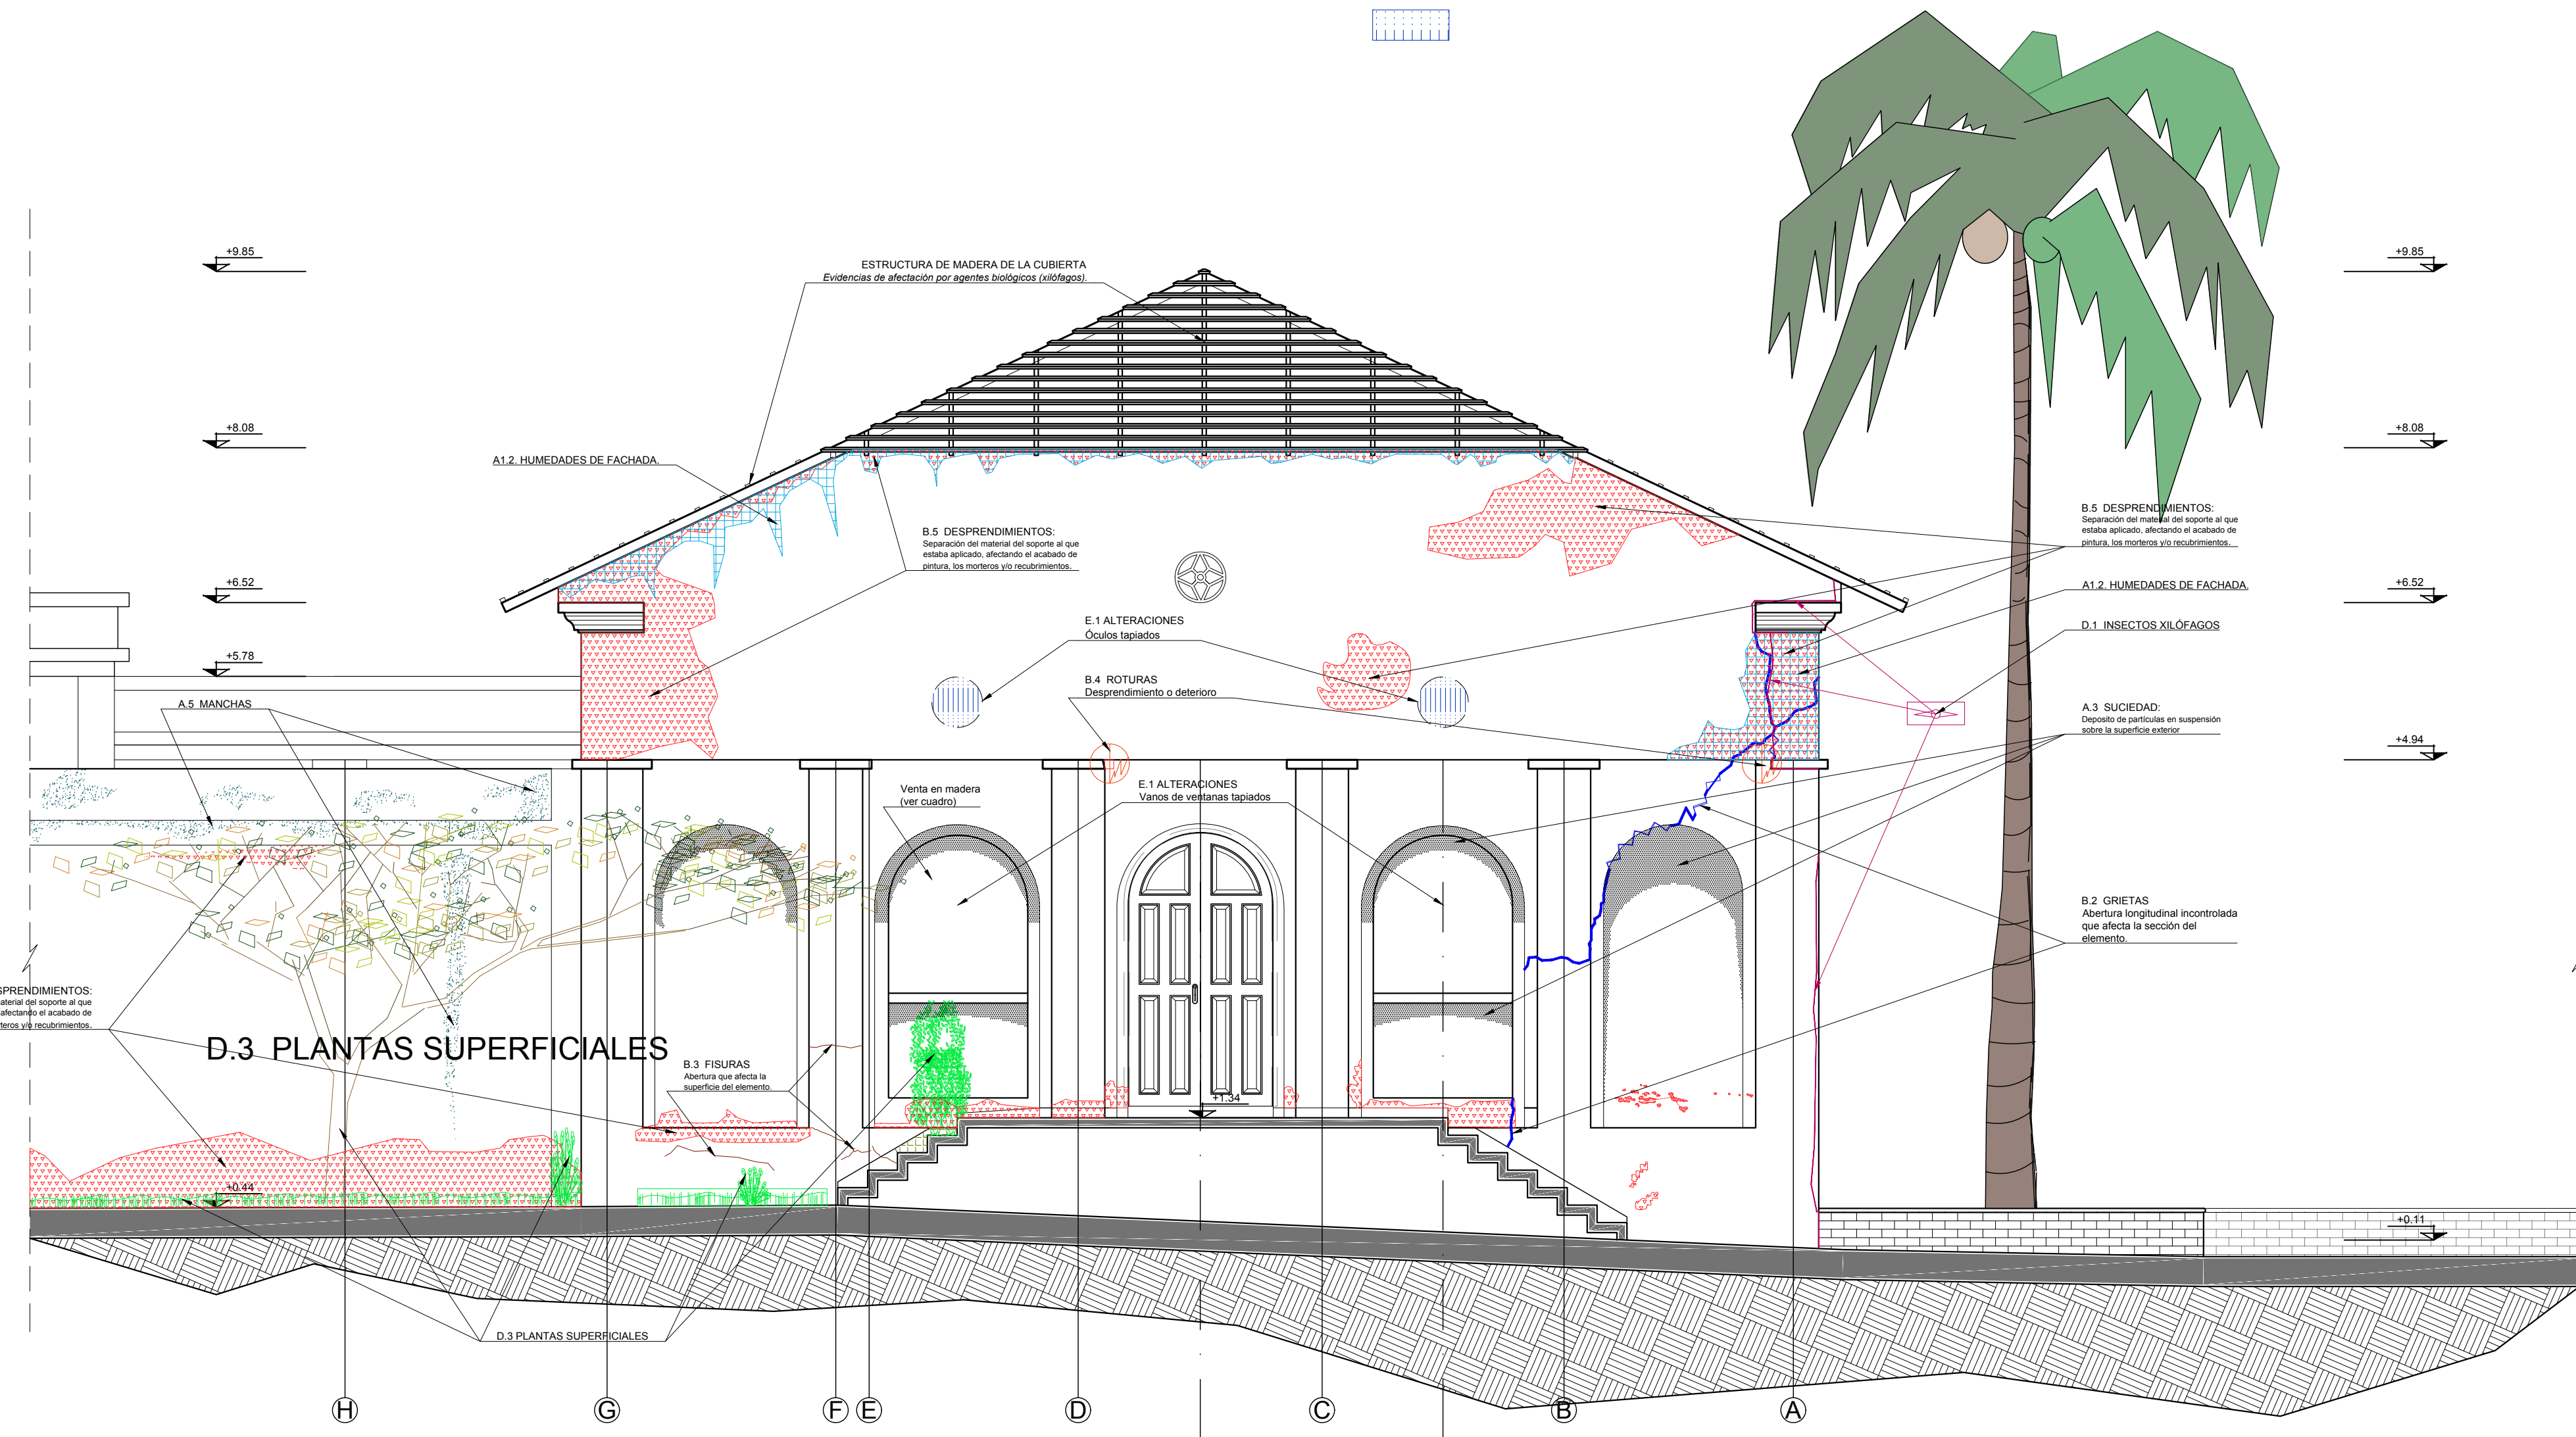 +9.85
+9.85
ESTRUCTURA DE MADERA DE LA CUBIERTA
Evidencias de afectación por agentes biológicos (xilófagos).
+8.08
+8.08
A1.2. HUMEDADES DE FACHADA.
B.5 DESPRENDIMIENTOS:
Separación del material del soporte al que
estaba aplicado, afectando el acabado de
pintura, los morteros y/o recubrimientos.
B.5 DESPRENDIMIENTOS:
Separación del material del soporte al que
estaba aplicado, afectando el acabado de
pintura, los morteros y/o recubrimientos.
+6.52
+6.52
A1.2. HUMEDADES DE FACHADA.
E.1 ALTERACIONES
Óculos tapiados
D.1 INSECTOS XILÓFAGOS
+5.78
B.4 ROTURAS
Desprendimiento o deterioro
A.5 MANCHAS
A.3 SUCIEDAD:
Deposito de partículas en suspensión
sobre la superficie exterior
+4.94
Venta en madera
(ver cuadro)
E.1 ALTERACIONES
Vanos de ventanas tapiados
B.2 GRIETAS
Abertura longitudinal incontrolada
que afecta la sección del
elemento.
SPRENDIMIENTOS:
aterial del soporte al que
afectando el acabado de
teros y/o recubrimientos.
D.3 PLANTAS SUPERFICIALES
B.3 FISURAS
Abertura que afecta la
superficie del elemento.
+1.34
+0.44
+0.11
D.3 PLANTAS SUPERFICIALES
H G F E D C B A